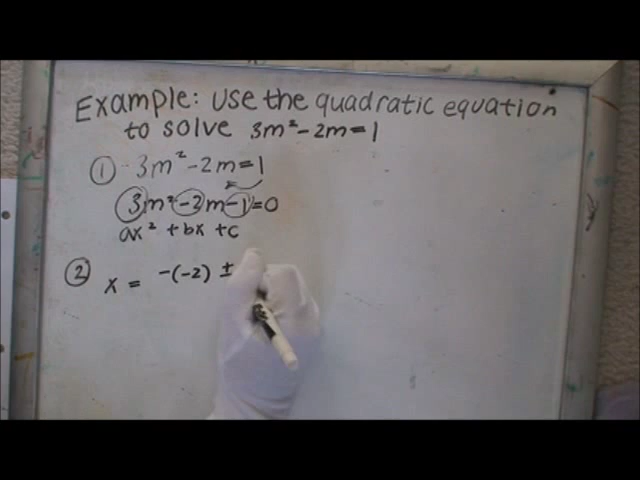 Example: Use the quadratic equation
to solve 3m² - 2m = 1
① 3m² - 2m = 1
3m² - 2m - 1 = 0
ax² + bx + c
② x = -(-2) ±